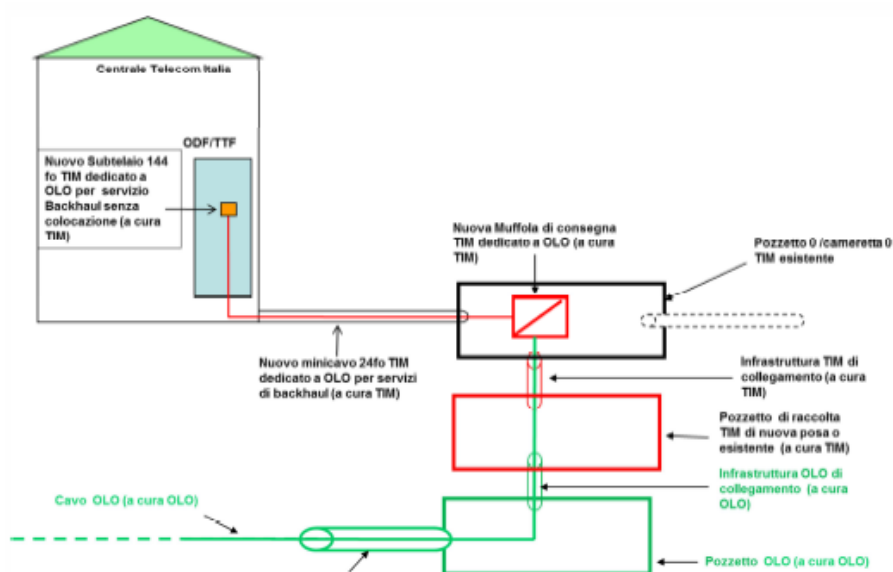 Centrale Telecom Italia
ODF/TTF
Nuovo Subtelaio 144
fo TIM dedicato a
OLO per servizio
Backhaul senza
colocazione (a cura
TIM)
Nuova Muffola di consegna
TIM dedicato a OLO (a cura
TIM)
Pozzetto 0 /cameretta 0
TIM esistente
Nuovo minicavo 24fo TIM
dedicato a OLO per servizi
di backhaul (a cura TIM)
Infrastruttura TIM di
collegamento (a cura
TIM)
Pozzetto di raccolta
TIM di nuova posa o
esistente (a cura TIM)
Infrastruttura OLO di
collegamento (a cura
OLO)
Cavo OLO (a cura OLO)
Pozzetto OLO (a cura OLO)